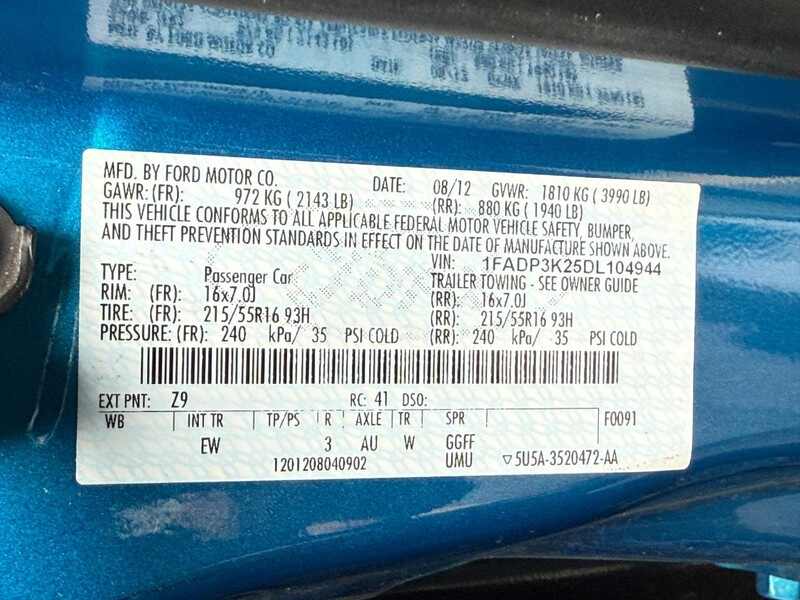 MFD. BY FORD MOTOR CO. DATE: 08/12 GVWR: 1810 KG ( 3990 LB)
GAWR: (FR): 972 KG ( 2143 LB) (RR): 880 KG ( 1940 LB)
THIS VEHICLE CONFORMS TO ALL APPLICABLE FEDERAL MOTOR VEHICLE SAFETY, BUMPER,
AND THEFT PREVENTION STANDARDS IN EFFECT ON THE DATE OF MANUFACTURE SHOWN ABOVE.
VIN: 1FADP3K25DL104944
TYPE: Passenger Car TRAILER TOWING - SEE OWNER GUIDE
RIM: (FR): 16x7.0J (RR): 16x7.0J
TIRE: (FR): 215/55R16 93H (RR): 215/55R16 93H
PRESSURE: (FR): 240 kPa/ 35 PSI COLD (RR): 240 kPa/ 35 PSI COLD
EXT PNT: Z9 RC: 41 DSO:
WB INT TR TP/PS R AXLE TR SPR F0091
EW 3 AU W GGFF
1201208040902 UMU ▽5U5A-3520472-AA